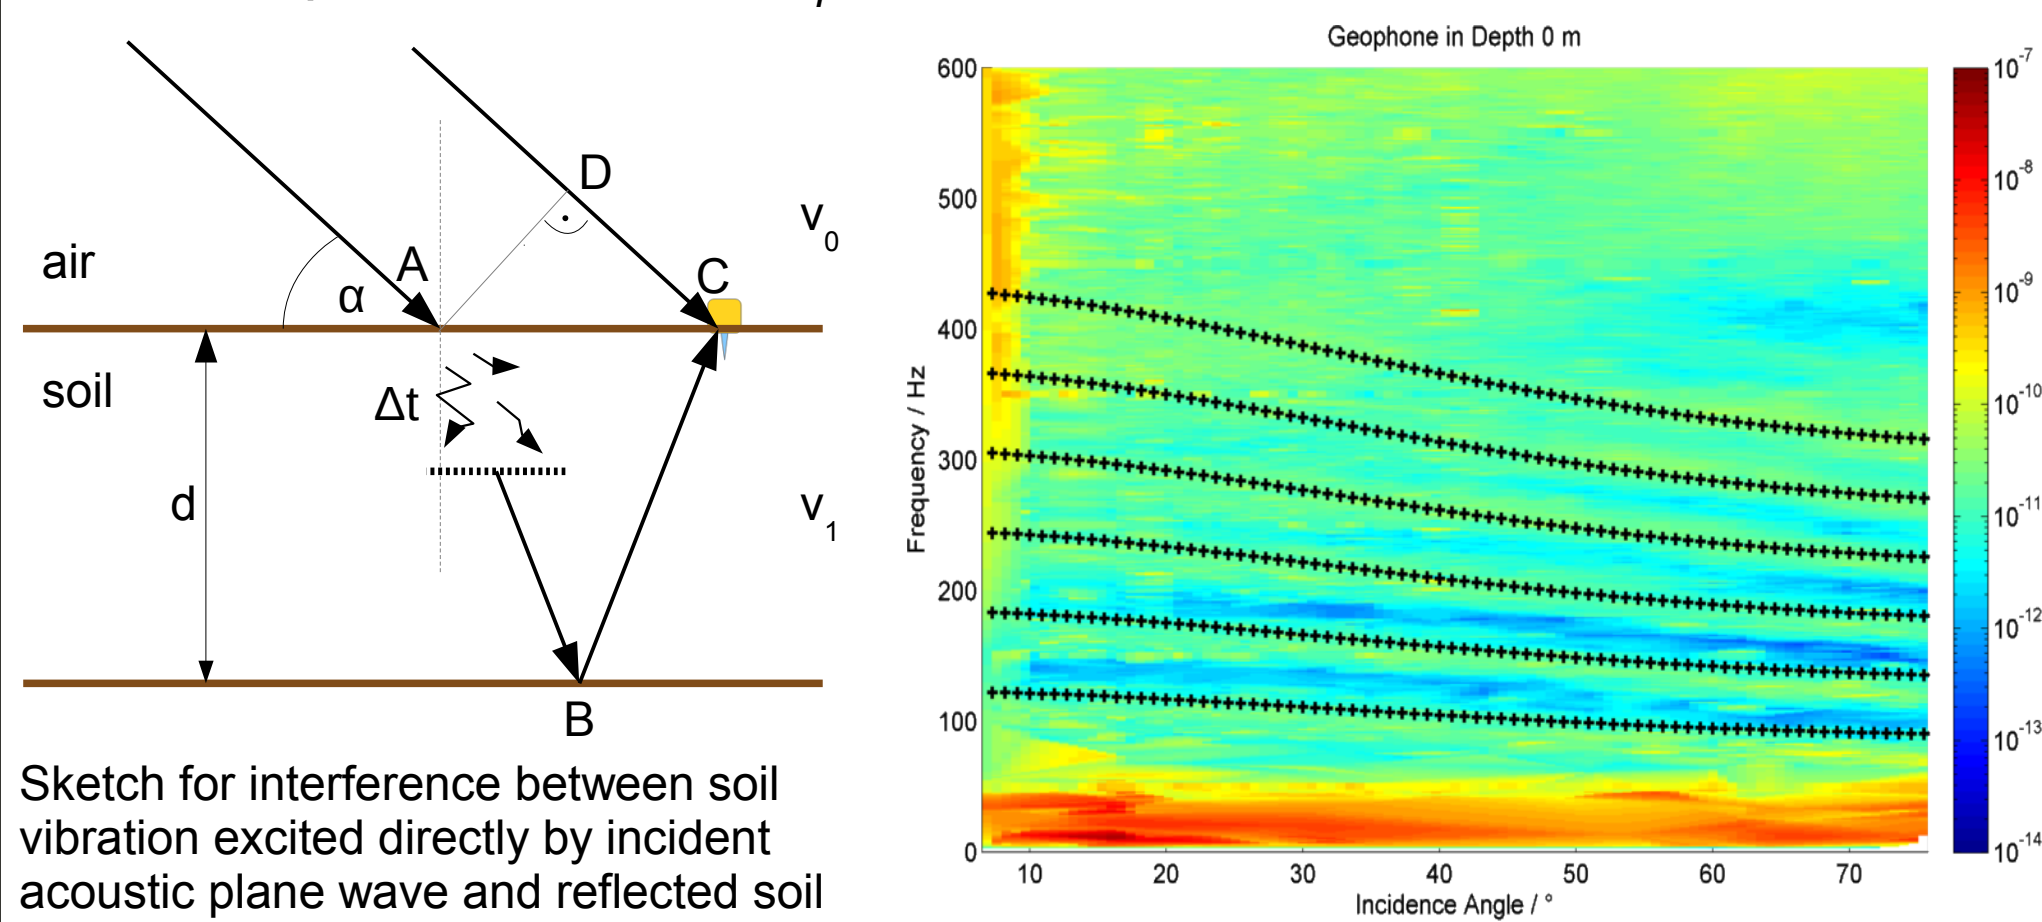 D
v0
air
A
α
C
soil
Δt
d
v1
B
Sketch for interference between soil
vibration excited directly by incident
acoustic plane wave and reflected soil
Geophone in Depth 0 m
Frequency / Hz
600
500
400
300
200
100
0
10 20 30 40 50 60 70
Incidence Angle / °
10-7
10-8
10-9
10-10
10-11
10-12
10-13
10-14